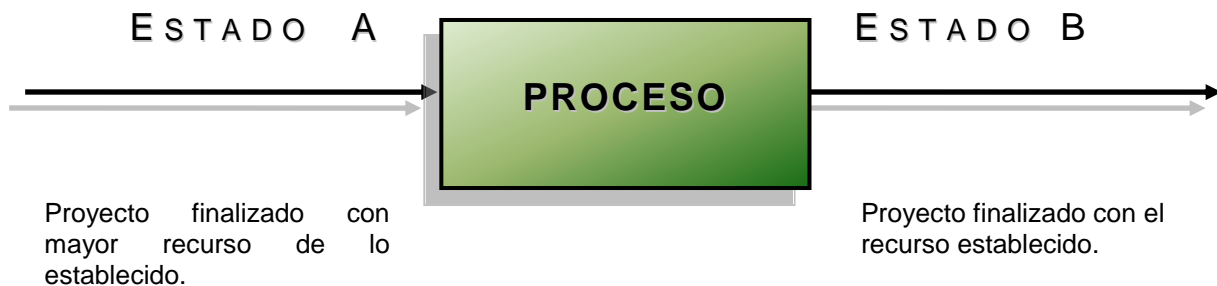 ESTADO A
PROCESO
ESTADO B
Proyecto finalizado con
mayor recurso de lo
establecido.
Proyecto finalizado con el
recurso establecido.